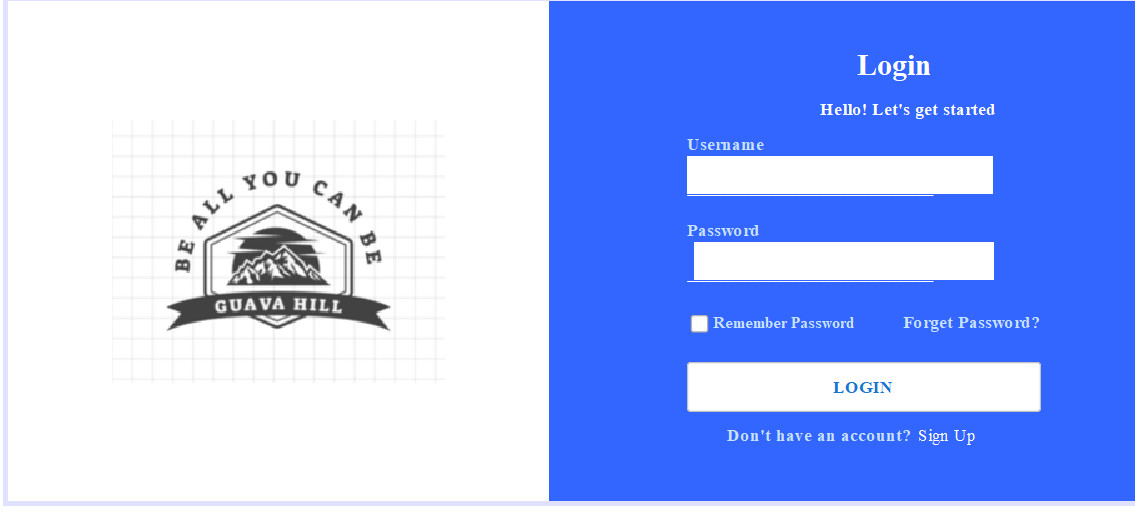 BE ALL YOU CAN BE
GUAVA HILL
Login
Hello! Let's get started
Username
Password
Remember Password
Forget Password?
LOGIN
Don't have an account? Sign Up